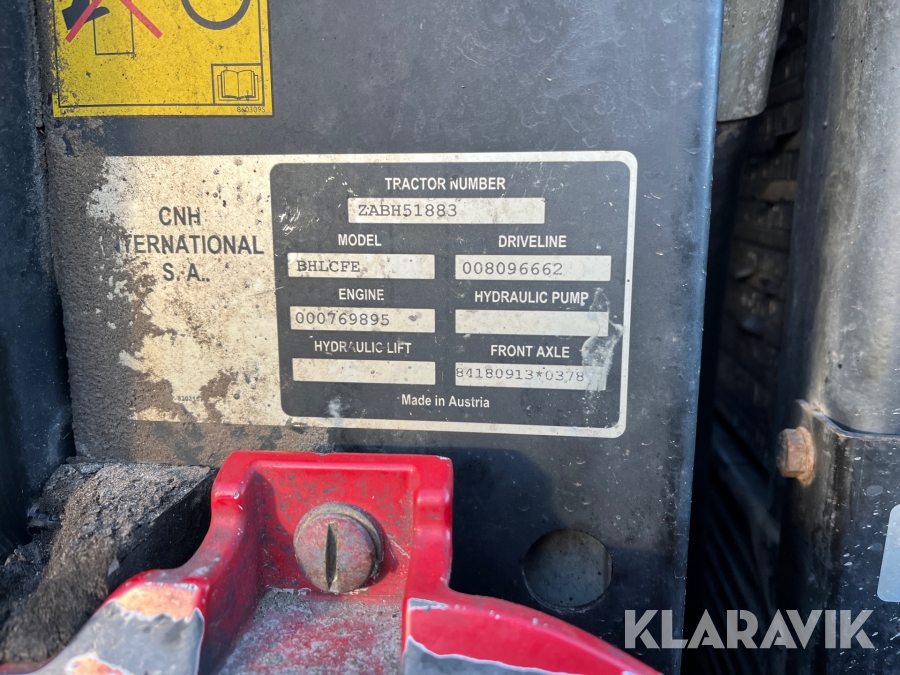 8603095
CNH
INTERNATIONAL
S. A..
TRACTOR NUMBER
ZABH51883
MODEL
DRIVELINE
BHLCFE
008096662
ENGINE
HYDRAULIC PUMP
000769895
HYDRAULIC LIFT
FRONT AXLE
84180913*0378
Made in Austria
KLARAVIK